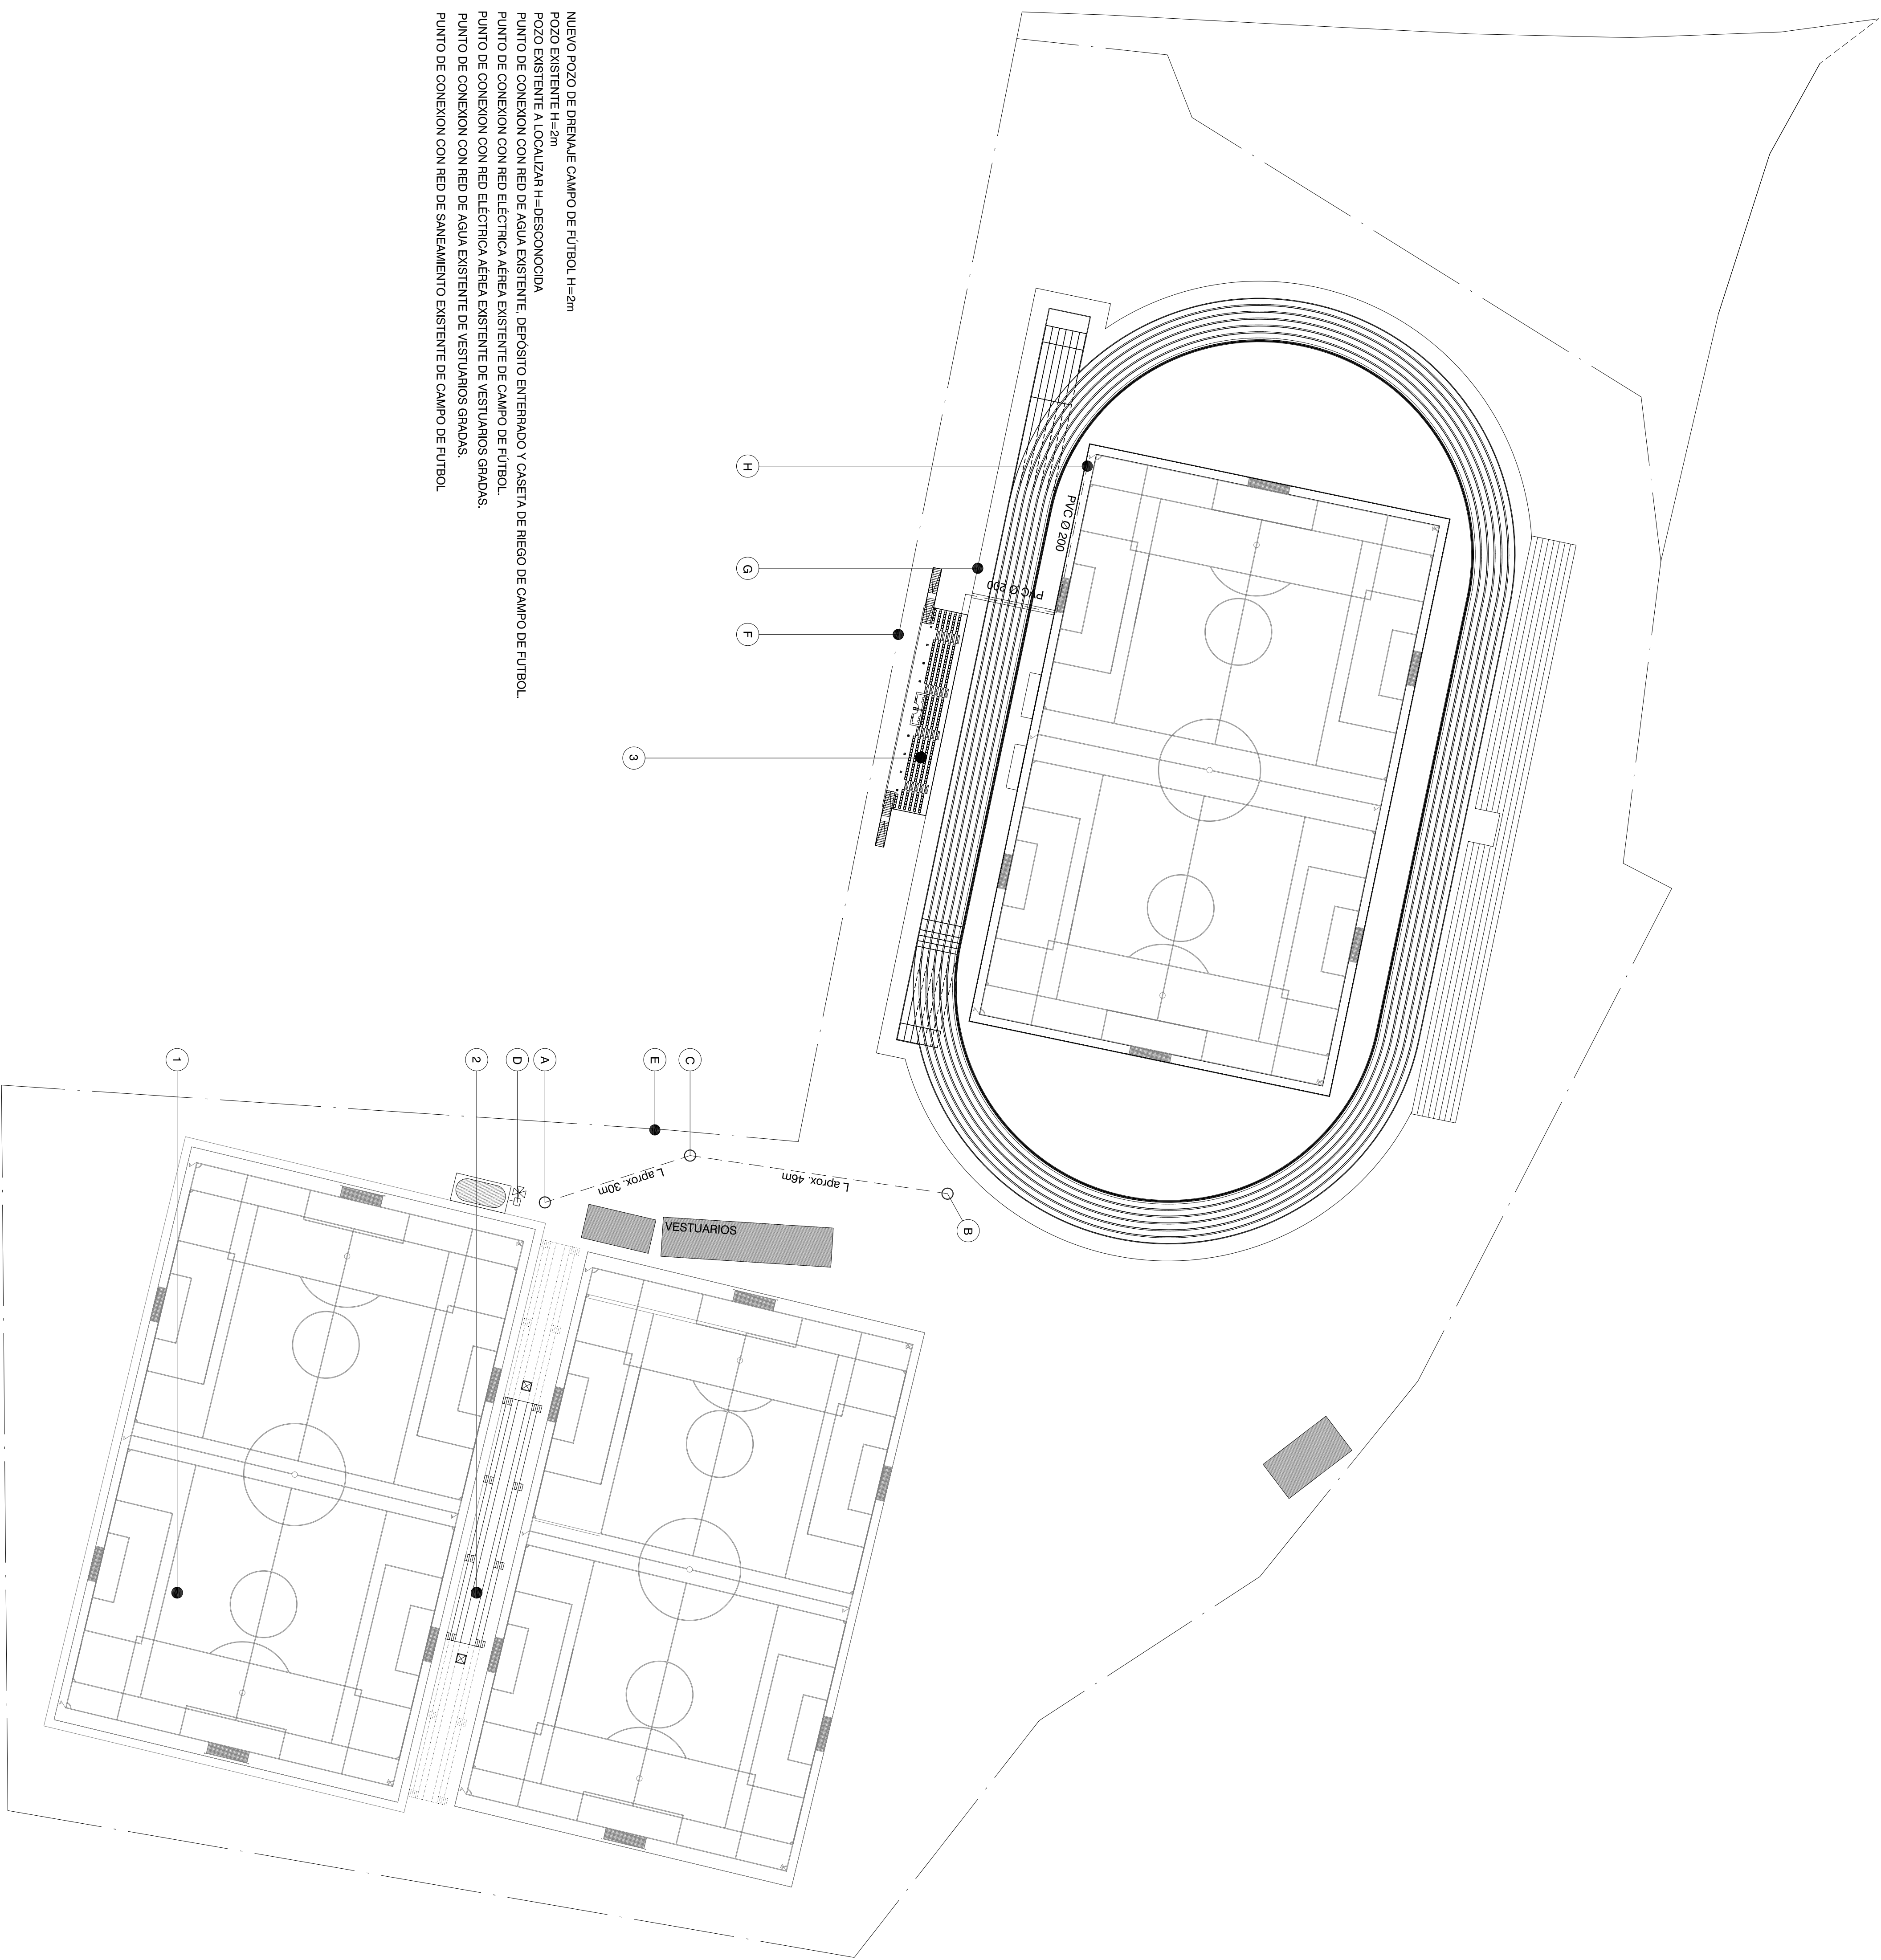 NUEVO POZO DE DRENAJE CAMPO DE FÚTBOL H=2m
POZO EXISTENTE H=2m
POZO EXISTENTE A LOCALIZAR H=DESCONOCIDA
PUNTO DE CONEXION CON RED DE AGUA EXISTENTE, DEPÓSITO ENTERRADO Y CASETA DE RIEGO DE CAMPO DE FUTBOL.
PUNTO DE CONEXION CON RED ELÉCTRICA AÉREA EXISTENTE DE CAMPO DE FÚTBOL.
PUNTO DE CONEXION CON RED ELÉCTRICA AÉREA EXISTENTE DE VESTUARIOS GRADAS.
PUNTO DE CONEXION CON RED DE AGUA EXISTENTE DE VESTUARIOS GRADAS.
PUNTO DE CONEXION CON RED DE SANEAMIENTO EXISTENTE DE CAMPO DE FUTBOL
H
PVC Ø 200
G
PVC Ø 200
F
3
1
2
D
A
E
C
L aprox. 30m
L aprox. 46m
B
VESTUARIOS